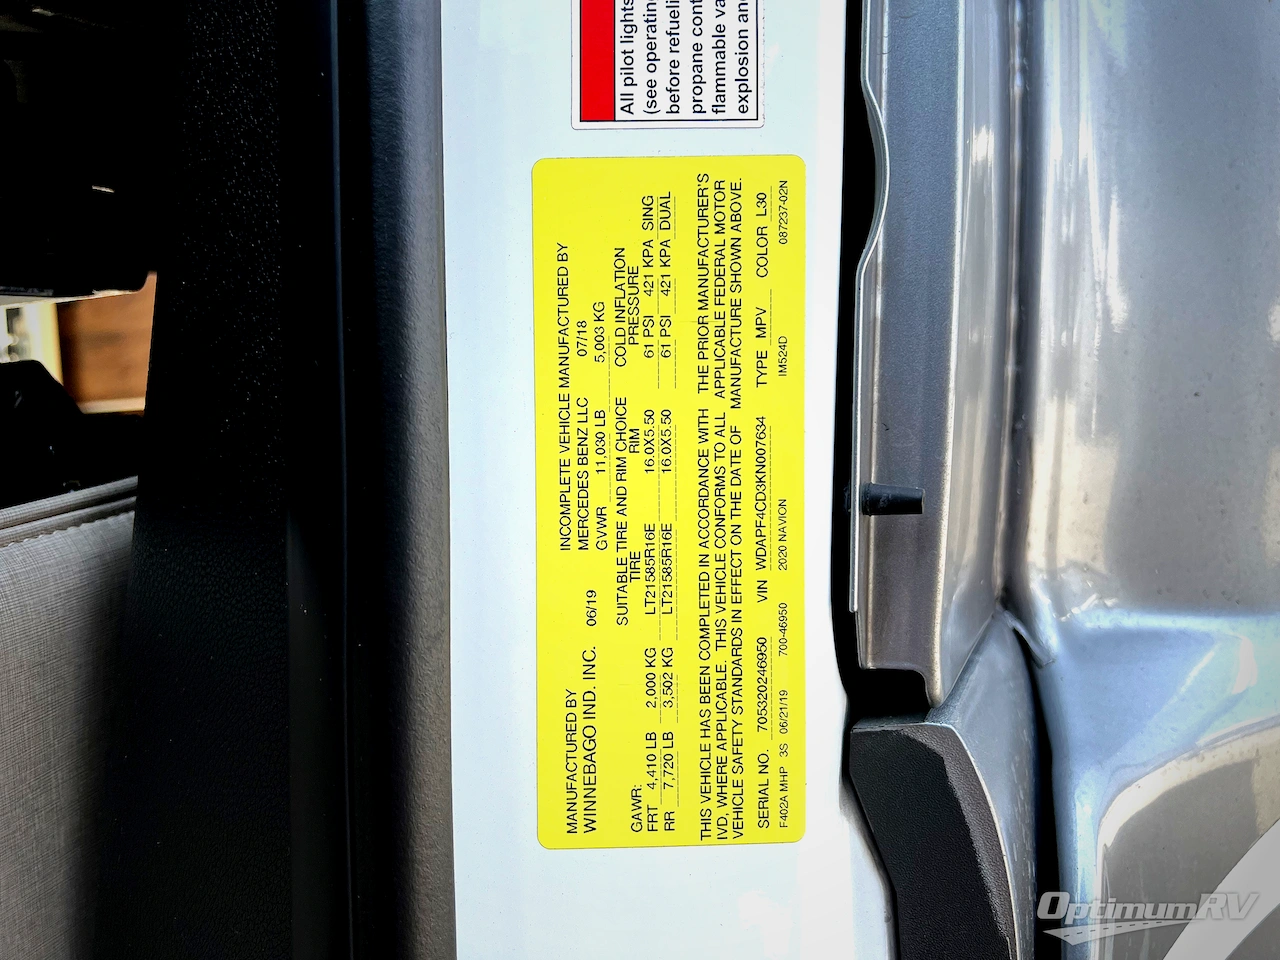 All pilot lights
(see operating
before refueli
propane cont
flammable va
explosion an
MANUFACTURED BY INCOMPLETE VEHICLE MANUFACTURED BY
WINNEBAGO IND. INC. 06/19 MERCEDES BENZ LLC 07/18
GVWR 11,030 LB 5,003 KG
SUITABLE TIRE AND RIM CHOICE COLD INFLATION
GAWR: TIRE RIM PRESSURE
FRT 4,410 LB 2,000 KG LT21585R16E 16.0X5.50 61 PSI 421 KPA SING
RR 7,720 LB 3,502 KG LT21585R16E 16.0X5.50 61 PSI 421 KPA DUAL
THIS VEHICLE HAS BEEN COMPLETED IN ACCORDANCE WITH THE PRIOR MANUFACTURER'S
IVD, WHERE APPLICABLE. THIS VEHICLE CONFORMS TO ALL APPLICABLE FEDERAL MOTOR
VEHICLE SAFETY STANDARDS IN EFFECT ON THE DATE OF MANUFACTURE SHOWN ABOVE.
SERIAL NO. 705320246950 VIN WDAPF4CD3KN007634 TYPE MPV COLOR L30
F402A MHP 3S 06/21/19 700-46950 2020 NAVION IM524D 087237-02N
OptimumRV